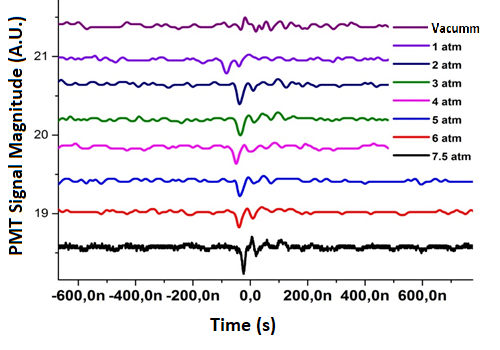 PMT Signal Magnitude (A.U.)
21
20
19
Vacumm
1 atm
2 atm
3 atm
4 atm
5 atm
6 atm
7.5 atm
-600,0n -400,0n -200,0n 0,0 200,0n 400,0n 600,0n
Time (s)